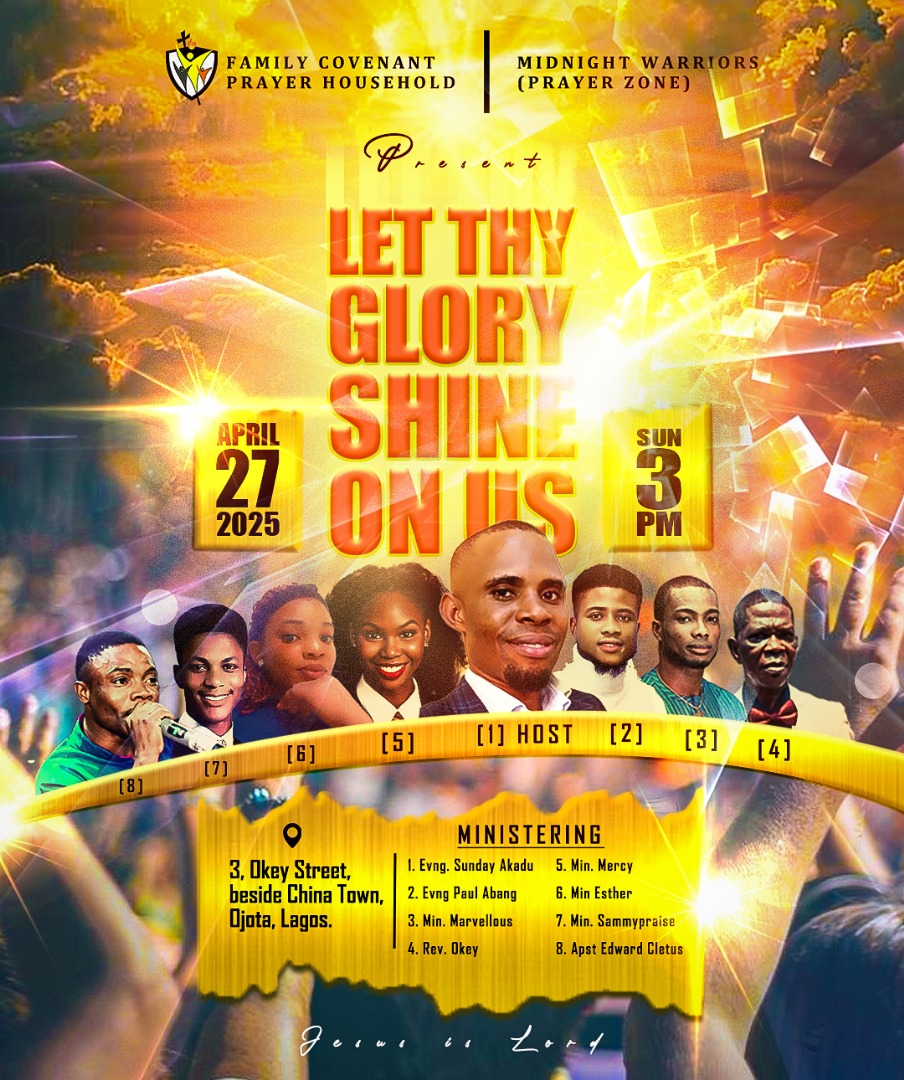 FAMILY COVENANT
PRAYER HOUSEHOLD
MIDNIGHT WARRIORS
(PRAYER ZONE)
Present
LET THY
GLORY
SHINE
ON US
APRIL
27
2025
SUN
3
PM
[8]
[7]
[6]
[5]
[1] HOST
[2]
[3]
[4]
3, Okey Street,
beside China Town,
Ojota, Lagos.
MINISTERING
1. Evng. Sunday Akadu
2. Evng Paul Abang
3. Min. Marvellous
4. Rev. Okey
5. Min. Mercy
6. Min Esther
7. Min. Sammypraise
8. Apst Edward Cletus
Jesus is Lord